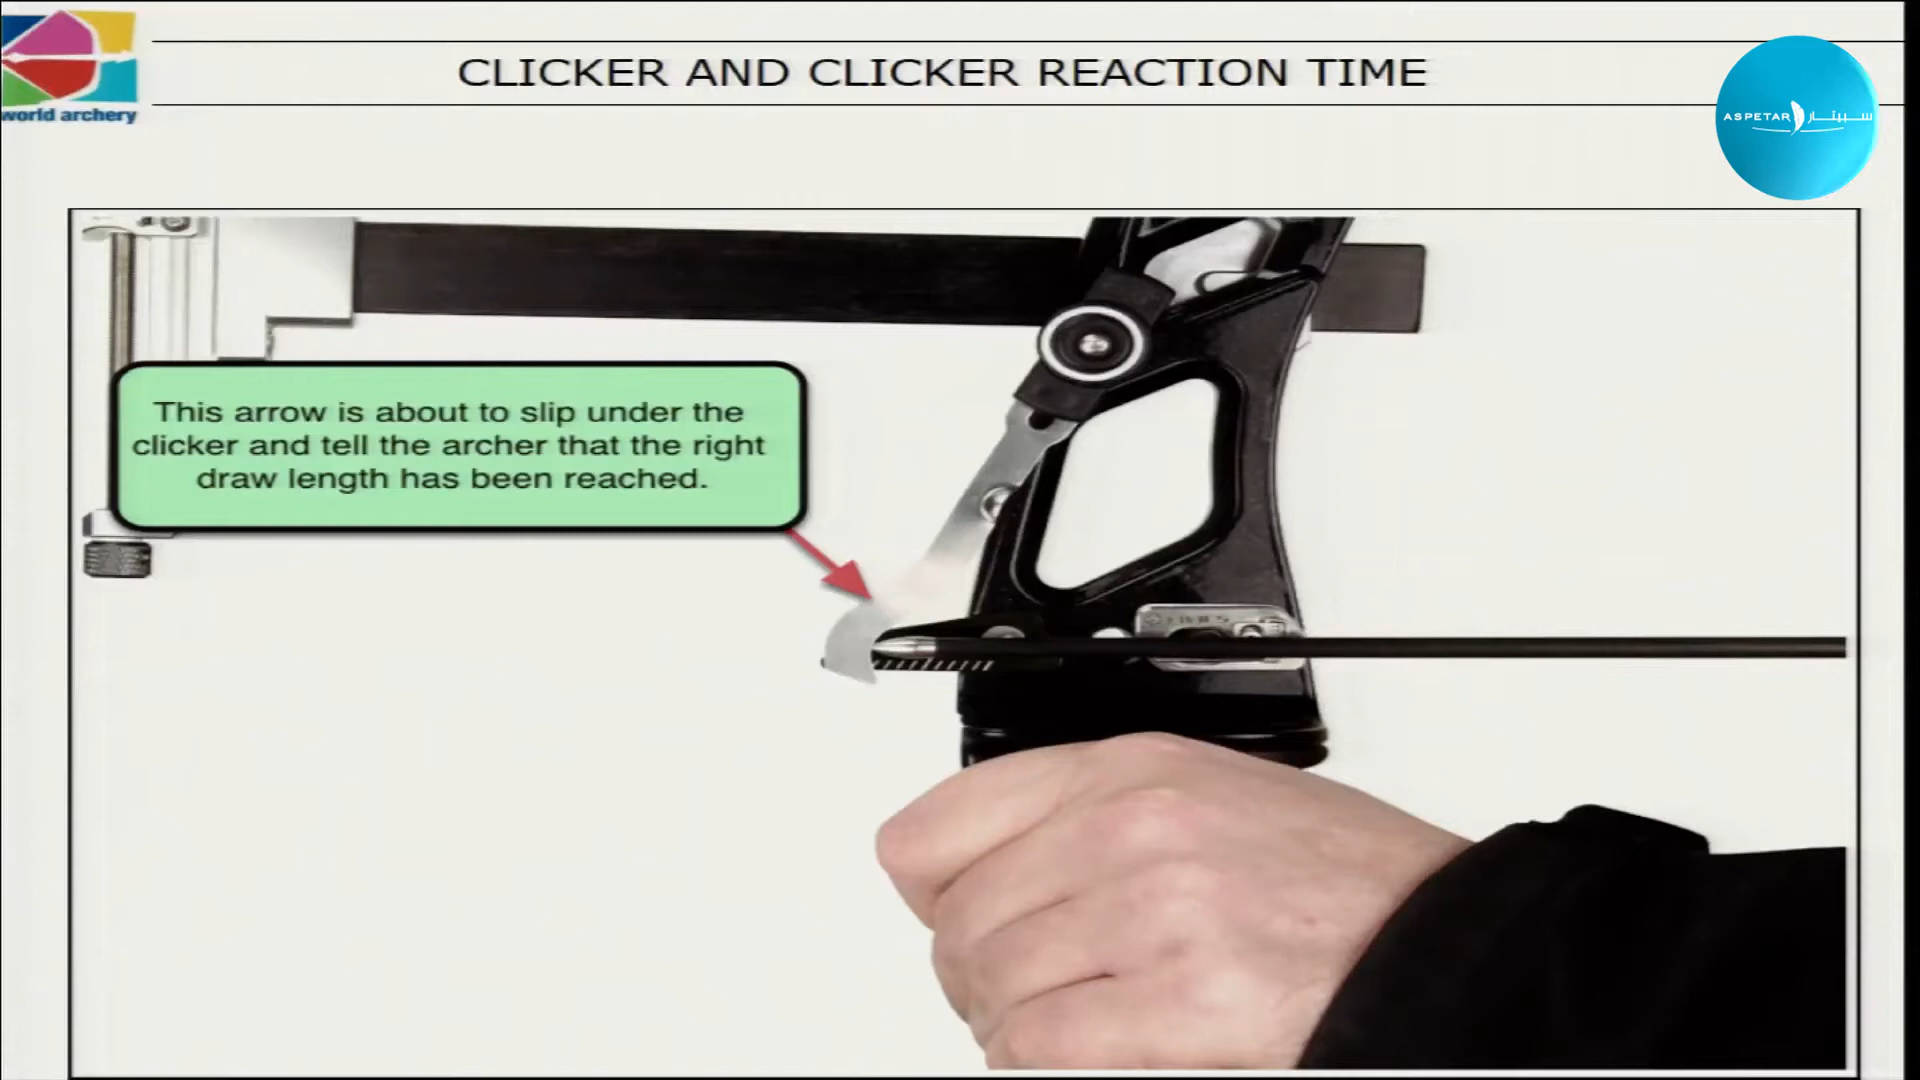 CLICKER AND CLICKER REACTION TIME
world archery
ASPETAR سبيتار
This arrow is about to slip under the
clicker and tell the archer that the right
draw length has been reached.